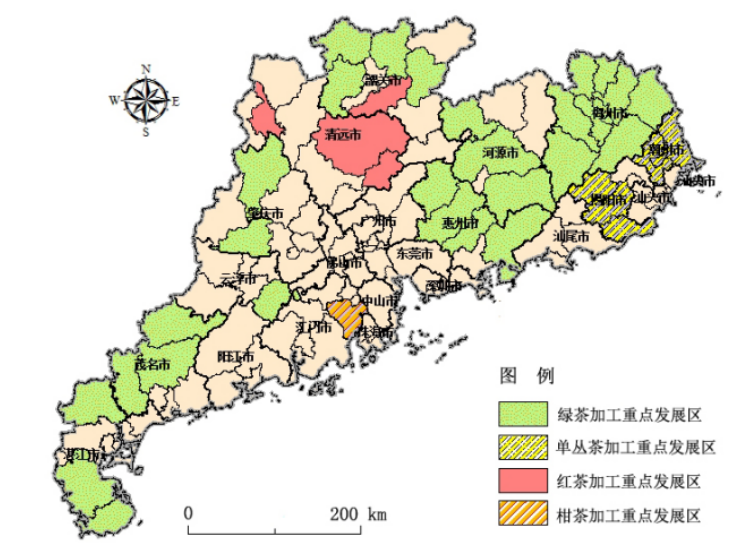 N
W E
S
韶关市
清远市
梅州市
河源市
潮州市
揭阳市
汕头市
肇庆市
广州市
惠州市
汕尾市
佛山市
东莞市
云浮市
深圳市
中山市
江门市
珠海市
阳江市
茂名市
湛江市
图 例
绿茶加工重点发展区
单丛茶加工重点发展区
红茶加工重点发展区
柑茶加工重点发展区
0 200 km